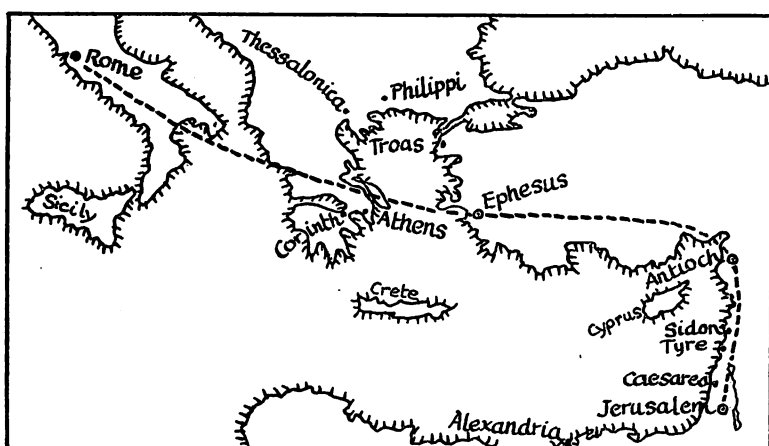 Rome
Thessalonica
Philippi
Troas
Sicily
Ephesus
Corinth
Athens
Antioch
Crete
Cyprus
Sidon
Tyre
Caesarea
Jerusalem
Alexandria